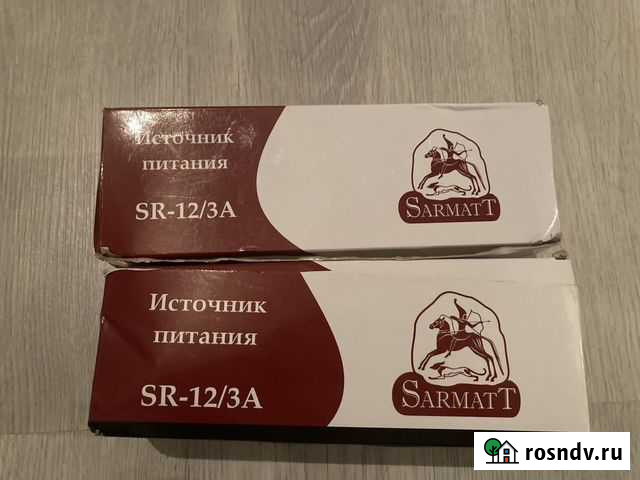 Источник
питания
SR-12/3A
SARMATT
Источник
питания
SR-12/3A
SARMATT
rosndv.ru